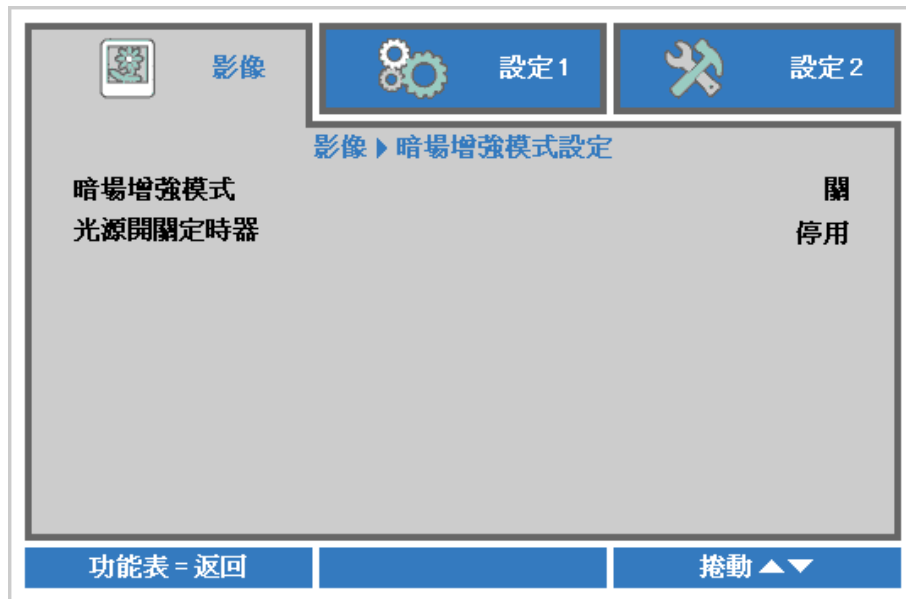 影像 設定1 設定2
影像▶暗場增強模式設定
暗場增強模式 關
光源開關定時器 停用
功能表=返回 捲動▲▼